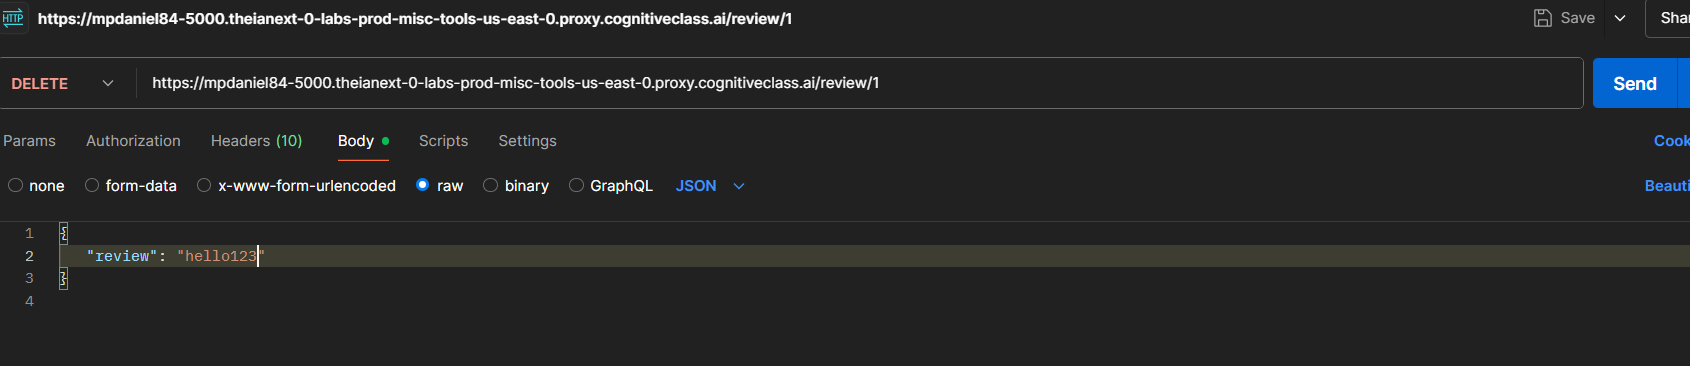 HTTP https://mpdaniel84-5000.theianext-0-labs-prod-misc-tools-us-east-0.proxy.cognitiveclass.ai/review/1 Save Shar
DELETE https://mpdaniel84-5000.theianext-0-labs-prod-misc-tools-us-east-0.proxy.cognitiveclass.ai/review/1 Send
Params Authorization Headers (10) Body Scripts Settings Cook
none form-data x-www-form-urlencoded raw binary GraphQL JSON Beauti
1 {
2 "review": "hello123"
3 }
4